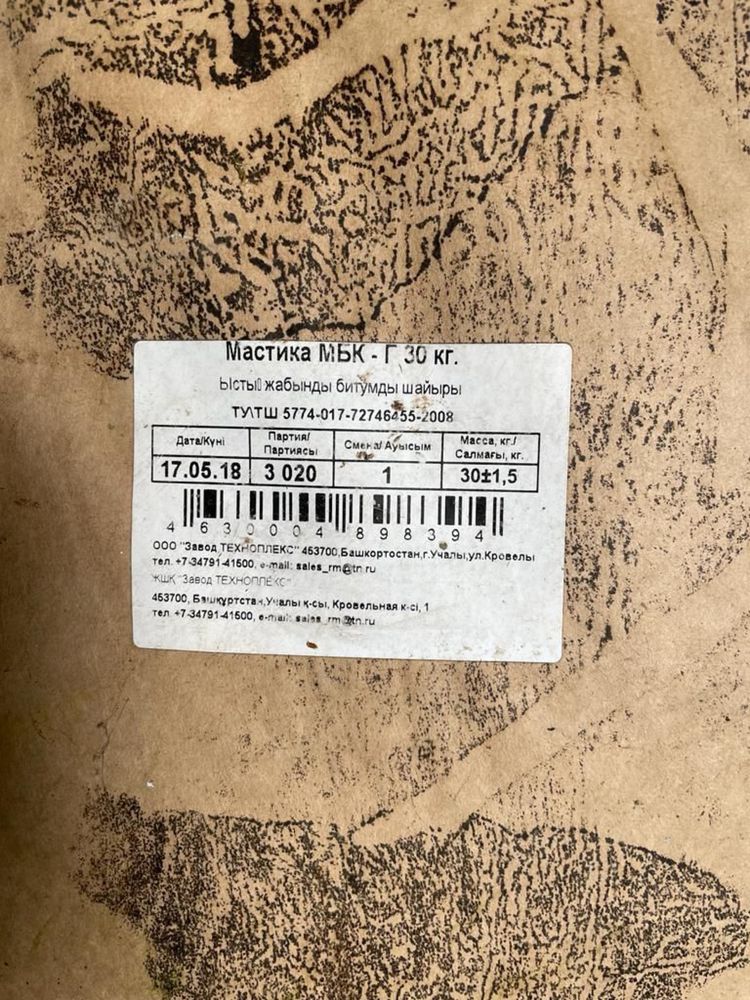 Мастика МБК - Г 30 кг.
Ыстық жабынды битумды шайыры
ТУ\ТШ 5774-017-72746455-2008
Дата/Күні
Партия/
Партиясы
Смена/Ауысым
Масса, кг./
Салмағы, кг.
17.05.18
3 020
1
30±1,5
4 630004 898394
ООО "Завод ТЕХНОПЛЕКС" 453700,Башкортостан,г.Учалы,ул.Кровельı
тел. +7-34791-41500, e-mail: sales_rm@tn.ru
ЖШҚ "Завод ТЕХНОПЛЕКС"
453700, Башқұртстан,Учалы қ-сы, Кровельная к-сі, 1
тел. +7-34791-41500, e-mail: sales_rm@tn.ru